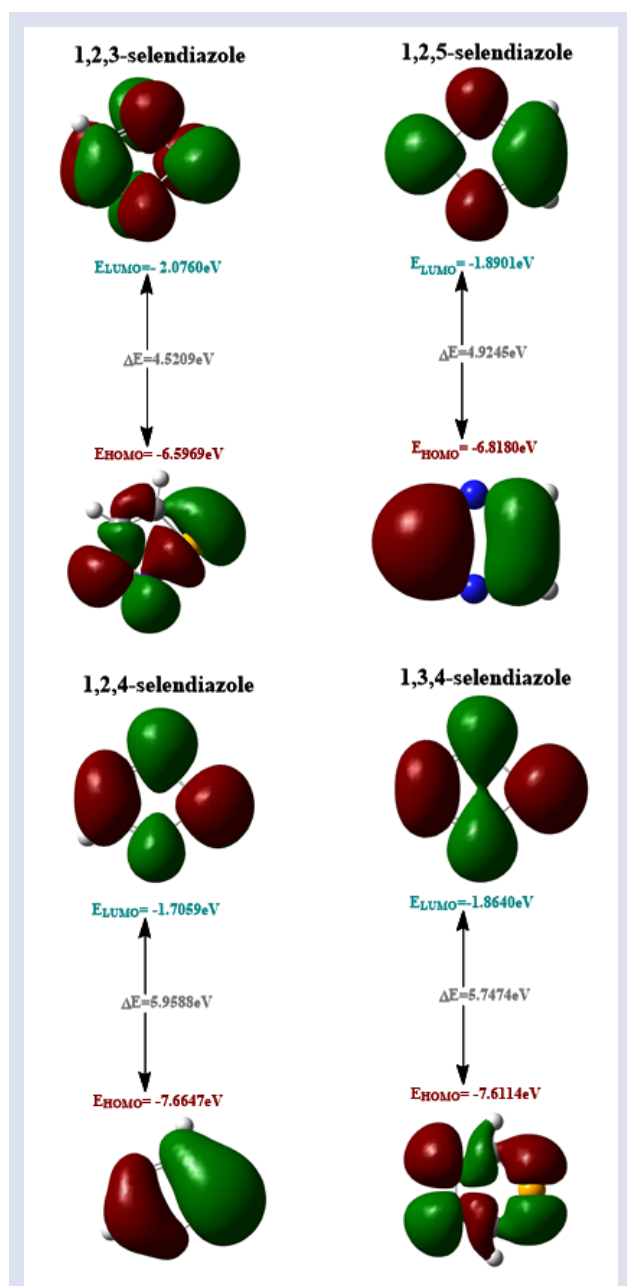 1,2,3-selendiazole
1,2,5-selendiazole
ELUMO=- 2.0760eV
ELUMO= -1.8901eV
ΔE=4.5209eV
ΔE=4.9245eV
EHOMO= -6.5969eV
EHOMO= -6.8180eV
1,2,4-selendiazole
1,3,4-selendiazole
ELUMO= -1.7059eV
ELUMO= -1.8640eV
ΔE=5.9588eV
ΔE=5.7474eV
EHOMO= -7.6647eV
EHOMO= -7.6114eV